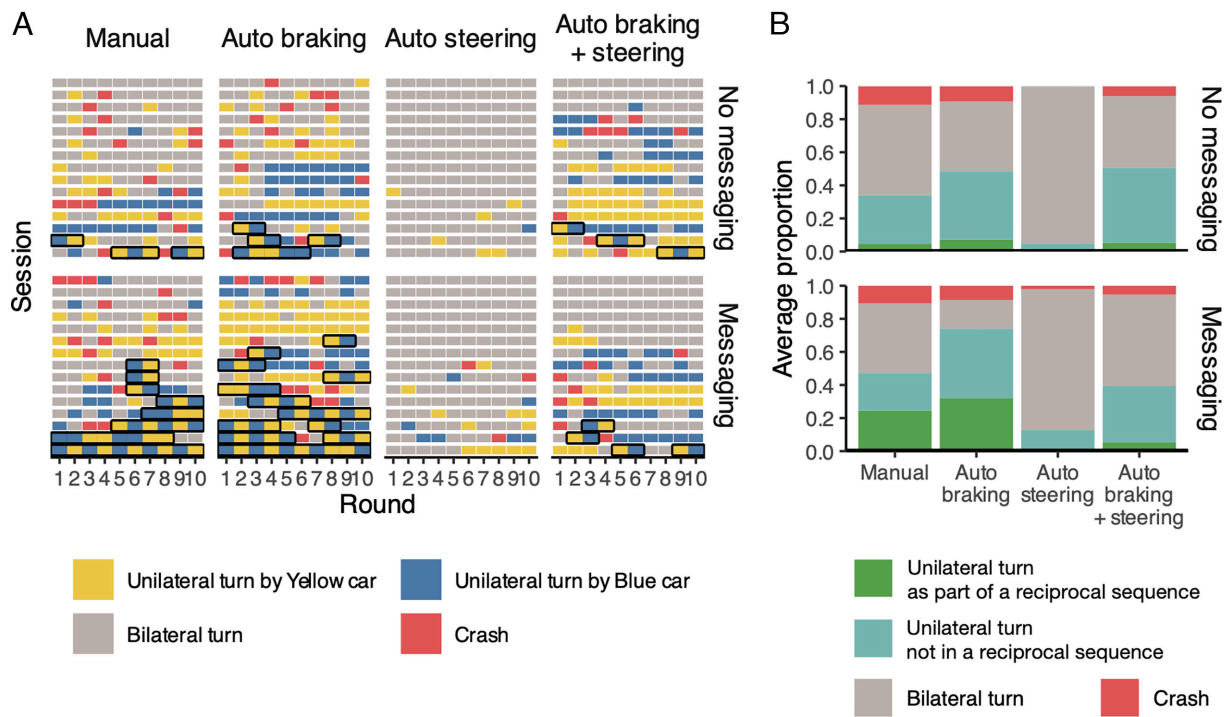 A
Manual
Auto braking
Auto steering
Auto braking
+ steering
No messaging
Messaging
Session
1 2 3 4 5 6 7 8 9 10
1 2 3 4 5 6 7 8 9 10
1 2 3 4 5 6 7 8 9 10
1 2 3 4 5 6 7 8 9 10
Round
Unilateral turn by Yellow car
Unilateral turn by Blue car
Bilateral turn
Crash
B
1.0
0.8
0.6
0.4
0.2
0.0
No messaging
1.0
0.8
0.6
0.4
0.2
0.0
Messaging
Average proportion
Manual
Auto
braking
Auto
steering
Auto
braking
+ steering
Unilateral turn
as part of a reciprocal sequence
Unilateral turn
not in a reciprocal sequence
Bilateral turn
Crash